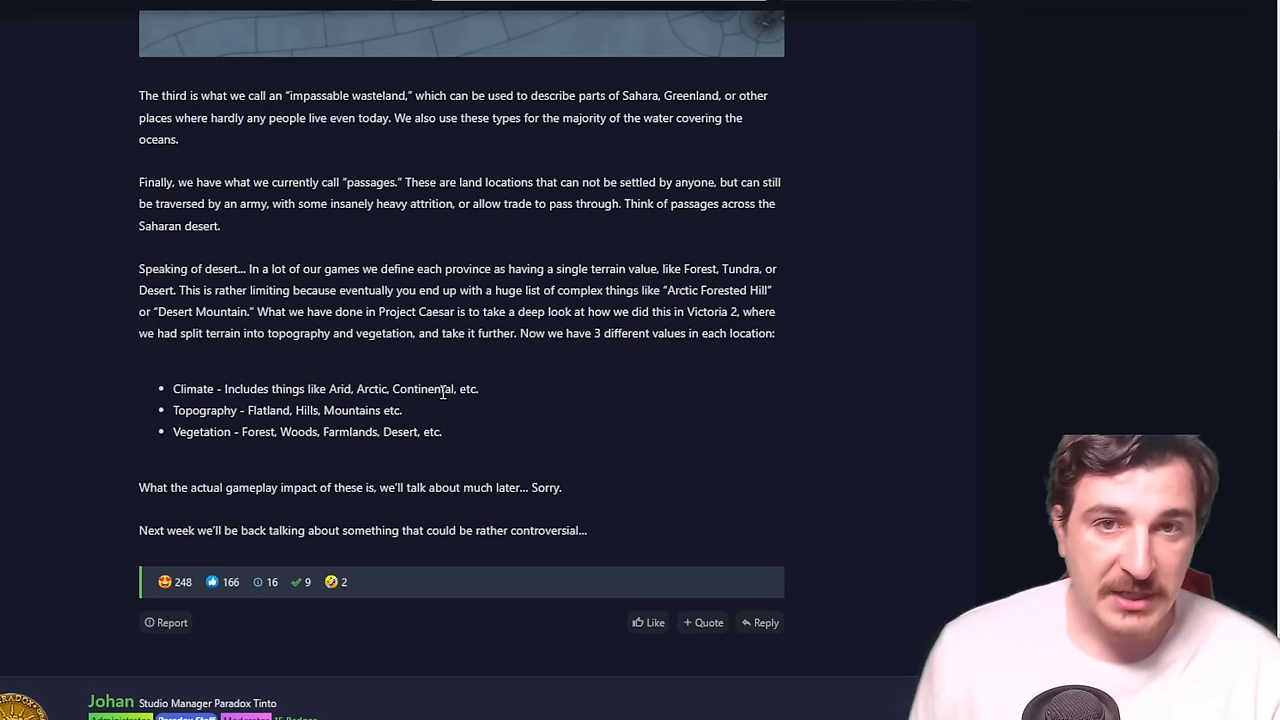 The third is what we call an “impassable wasteland,” which can be used to describe parts of Sahara, Greenland, or other
places where hardly any people live even today. We also use these types for the majority of the water covering the
oceans.
Finally, we have what we currently call “passages.” These are land locations that can not be settled by anyone, but can still
be traversed by an army, with some insanely heavy attrition, or allow trade to pass through. Think of passages across the
Saharan desert.
Speaking of desert... In a lot of our games we define each province as having a single terrain value, like Forest, Tundra, or
Desert. This is rather limiting because eventually you end up with a huge list of complex things like “Arctic Forested Hill”
or “Desert Mountain.” What we have done in Project Caesar is to take a deep look at how we did this in Victoria 2, where
we had split terrain into topography and vegetation, and take it further. Now we have 3 different values in each location:
• Climate - Includes things like Arid, Arctic, Continental, etc.
• Topography - Flatland, Hills, Mountains etc.
• Vegetation - Forest, Woods, Farmlands, Desert, etc.
What the actual gameplay impact of these is, we’ll talk about much later... Sorry.
Next week we’ll be back talking about something that could be rather controversial...
248 166 16 9 2
Report Like + Quote Reply
Johan Studio Manager Paradox Tinto
Administrator Paradox Staff Moderator 15 Badges